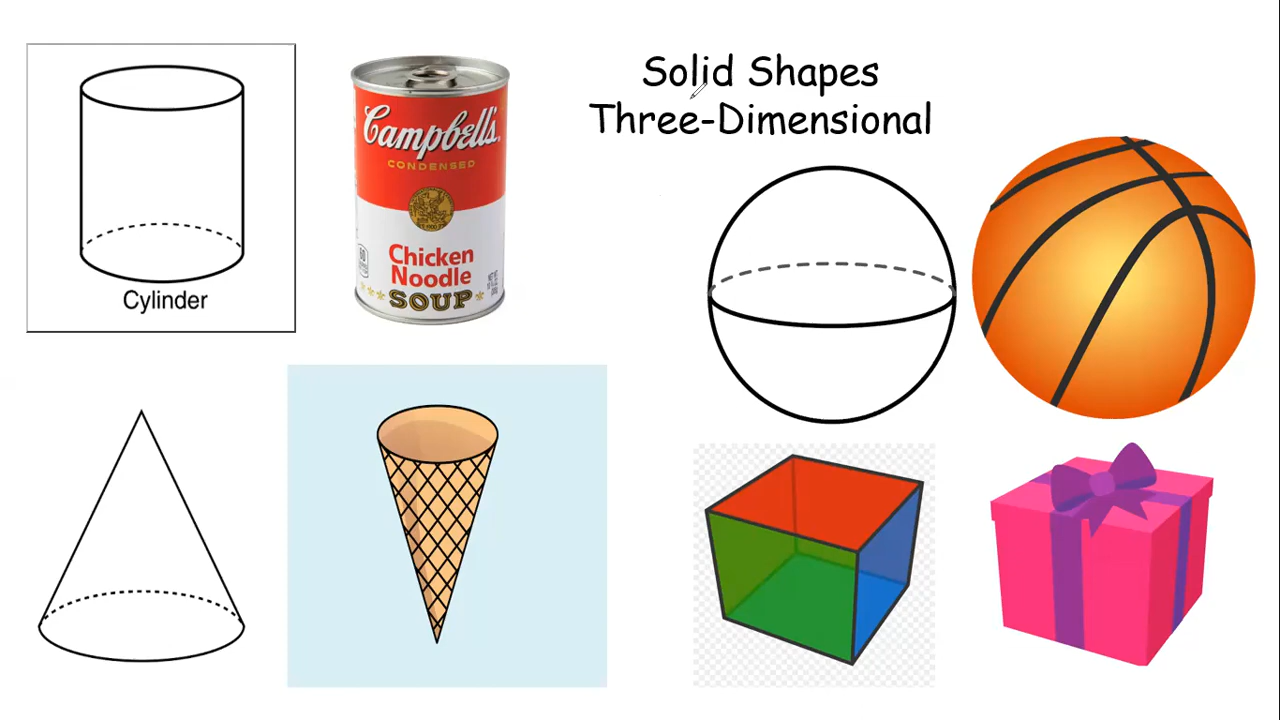 Solid Shapes
Three-Dimensional
Cylinder
Campbell's.
CONDENSED
Chicken
Noodle
SOUP